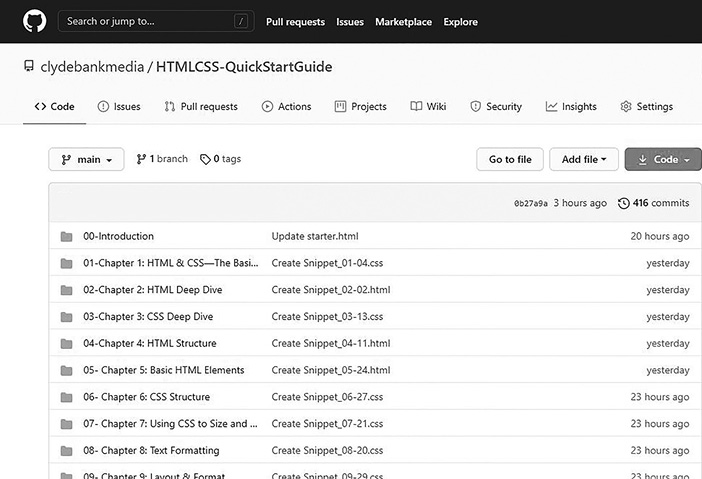 Search or jump to... /
Pull requests Issues Marketplace Explore
clydebankmedia / HTMLCSS-QuickStartGuide
<> Code Issues Pull requests Actions Projects Wiki Security Insights Settings
main 1 branch 0 tags Go to file Add file Code
0b27a9a 3 hours ago 416 commits
00-Introduction Update starter.html 20 hours ago
01-Chapter 1: HTML & CSS—The Basi... Create Snippet_01-04.css yesterday
02-Chapter 2: HTML Deep Dive Create Snippet_02-02.html yesterday
03-Chapter 3: CSS Deep Dive Create Snippet_03-13.css yesterday
04-Chapter 4: HTML Structure Create Snippet_04-11.html yesterday
05- Chapter 5: Basic HTML Elements Create Snippet_05-24.html yesterday
06- Chapter 6: CSS Structure Create Snippet_06-27.css 23 hours ago
07- Chapter 7: Using CSS to Size and ... Create Snippet_07-21.css 23 hours ago
08- Chapter 8: Text Formatting Create Snippet_08-20.css 23 hours ago
09- Chapter 9: Layout & Format Create Snippet_09-29.css 23 hours ago